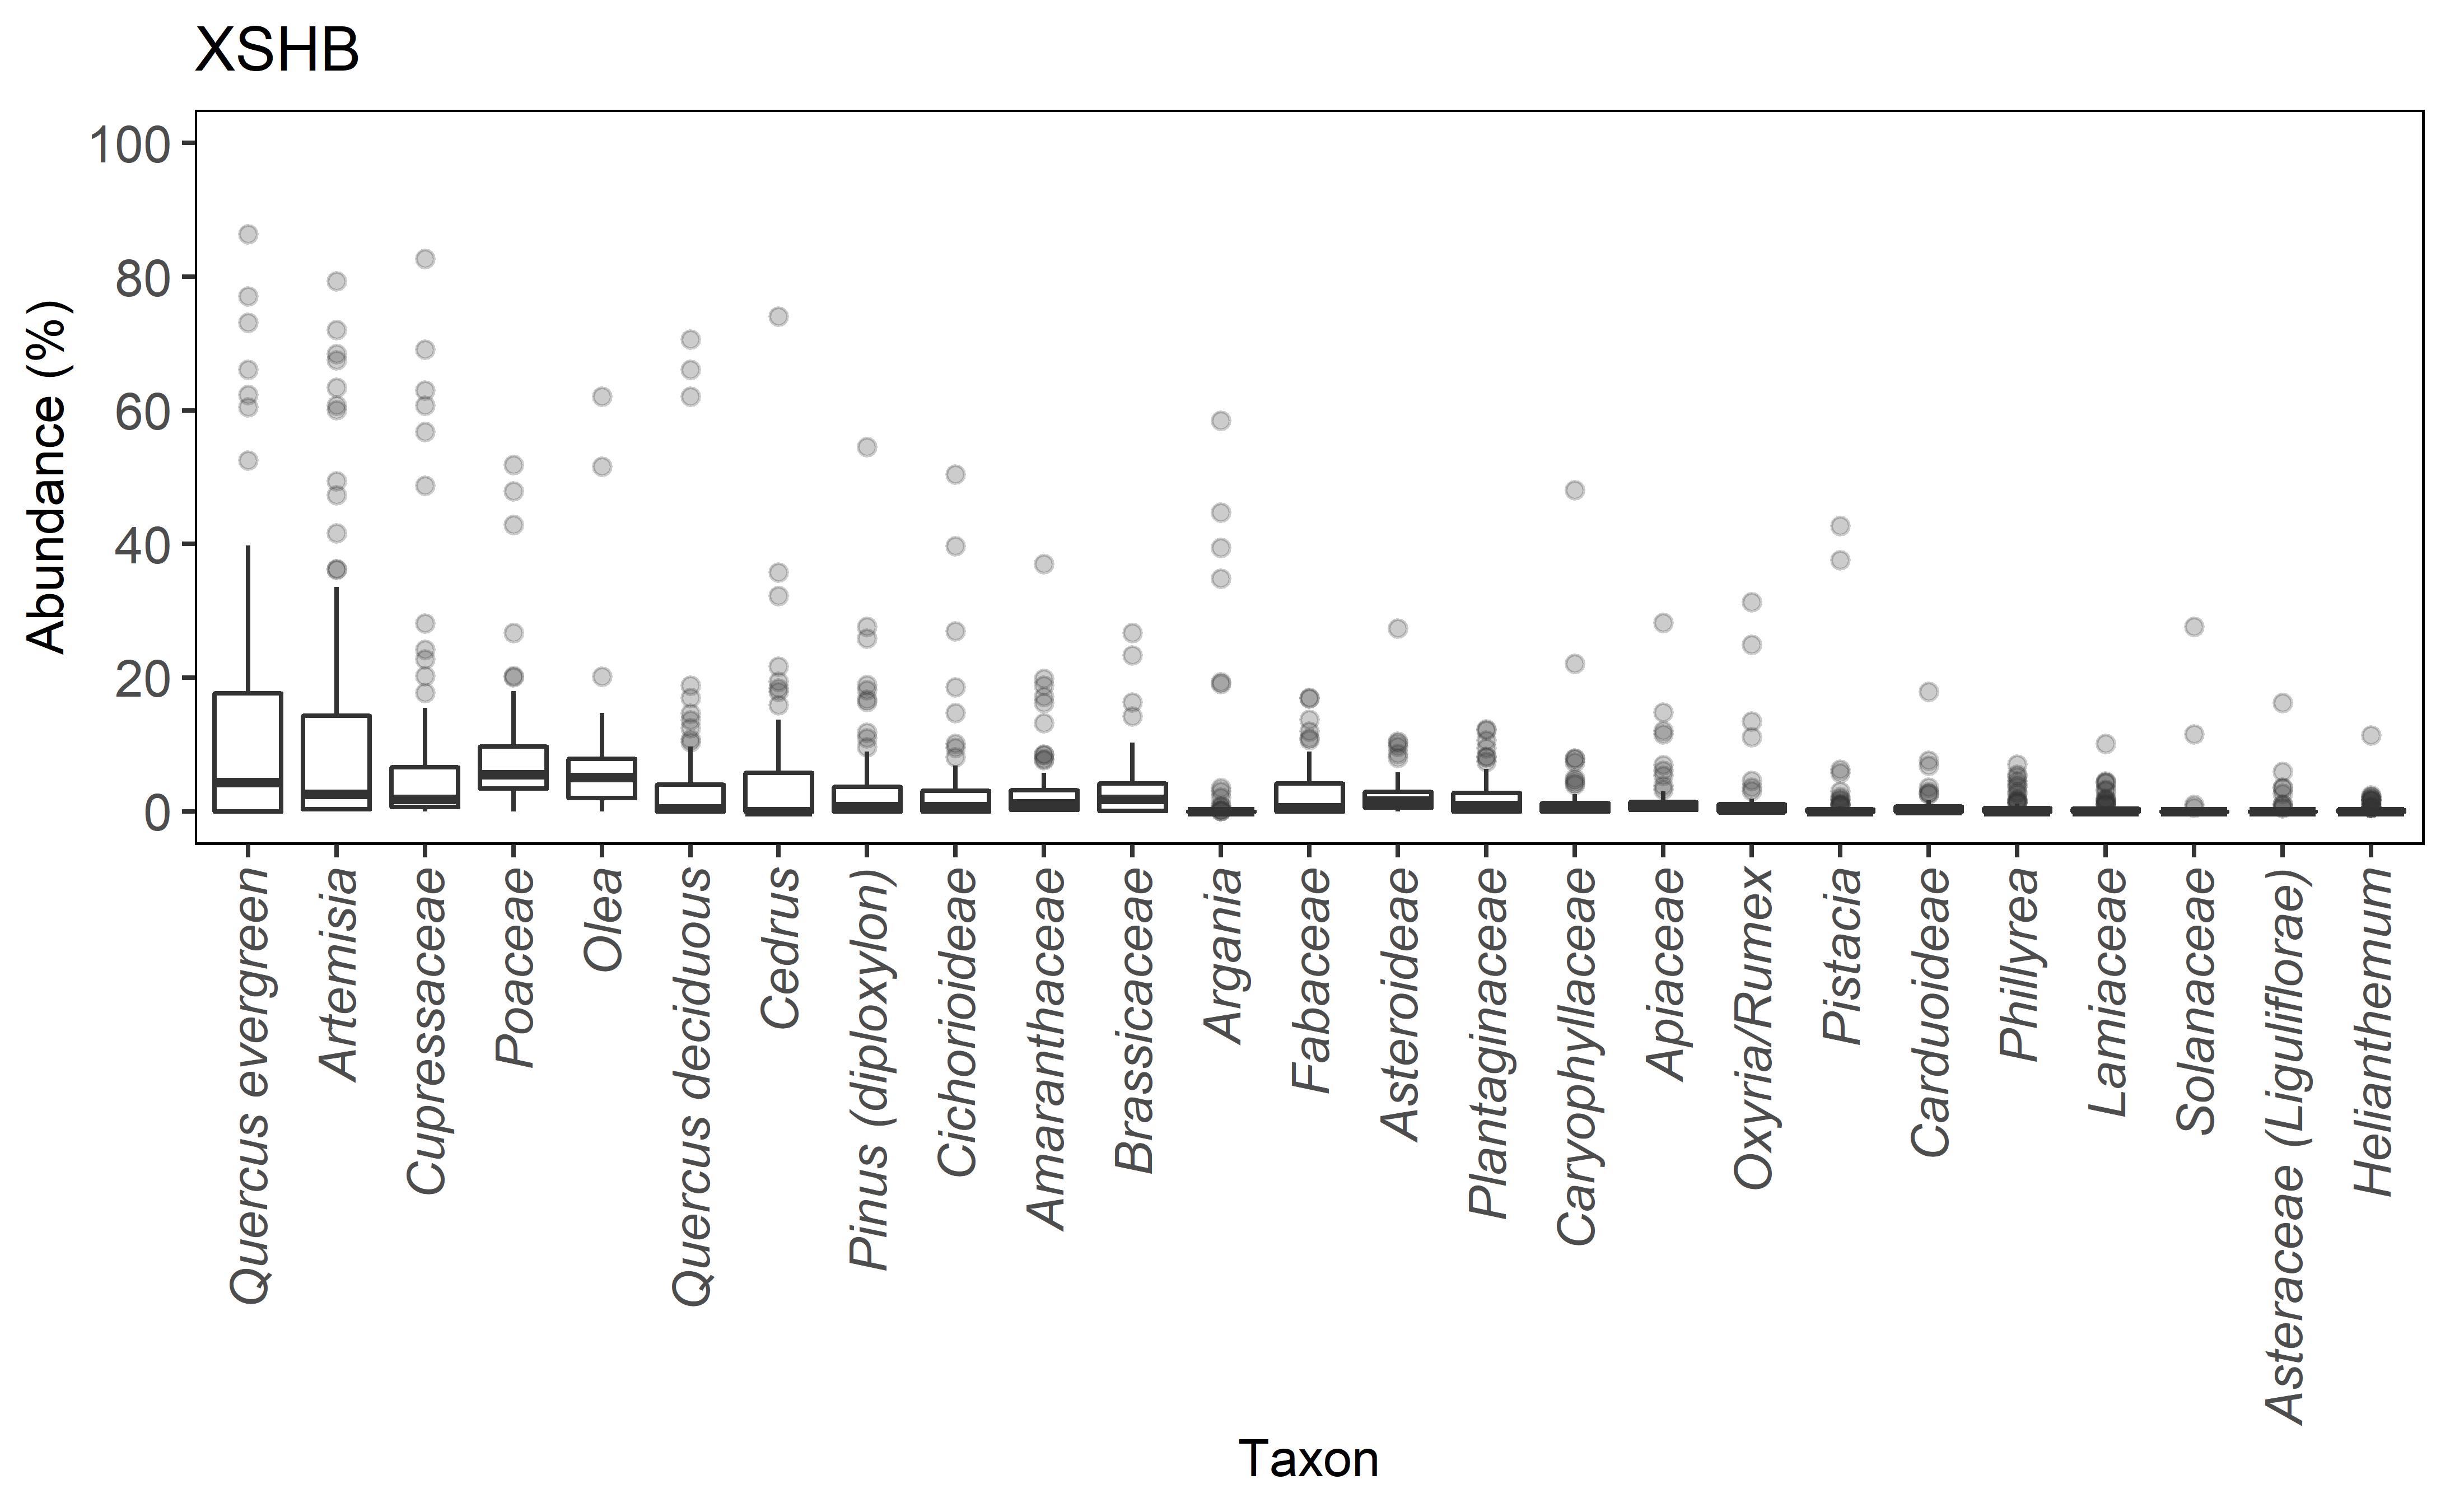 XSHB
Abundance (%)
100
80
60
40
20
0
Quercus evergreen
Artemisia
Cupressaceae
Poaceae
Olea
Quercus deciduous
Cedrus
Pinus (diploxylon)
Cichorioideae
Amaranthaceae
Brassicaceae
Argania
Fabaceae
Asteroideae
Plantaginaceae
Caryophyllaceae
Apiaceae
Oxyria/Rumex
Pistacia
Carduoideae
Phillyrea
Lamiaceae
Solanaceae
Asteraceae (Liguliflorae)
Helianthemum
Taxon